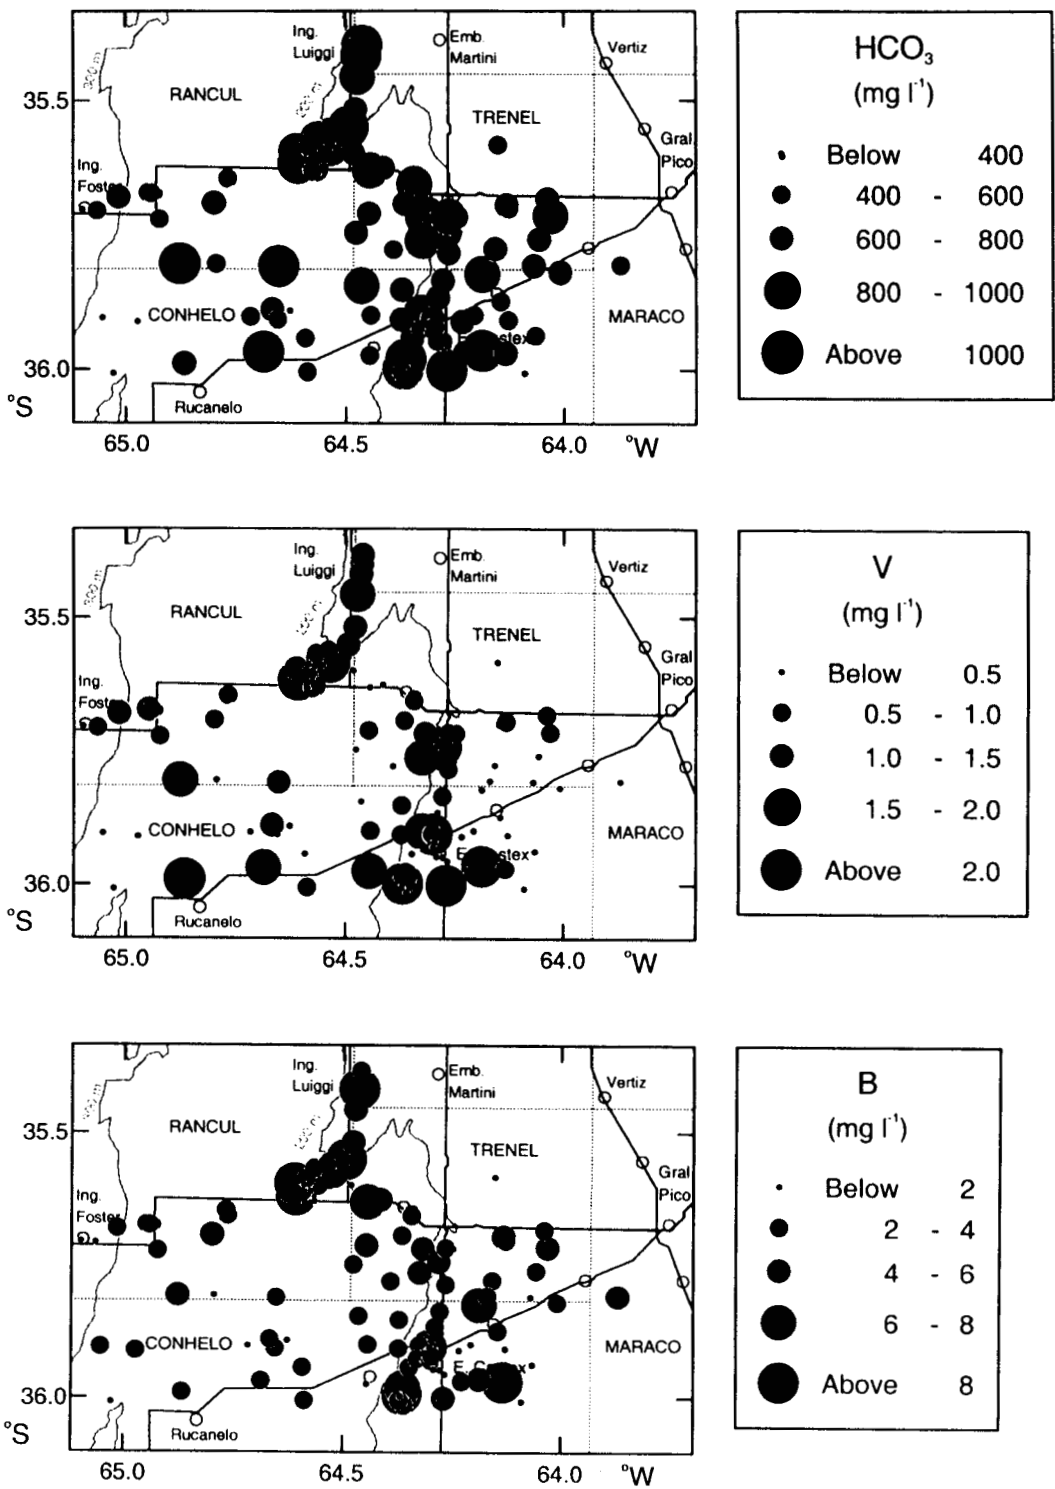 Ing.
Luiggi
Emb.
Martini
Vertiz
300 m
RANCUL
TRENEL
35.5
Gral
Pico
Ing.
CONHELO
MARACO
36.0
Rucanelo
°S
65.0 64.5 64.0 °W
HCO₃
(mg l⁻¹)
Below 400
400 - 600
600 - 800
800 - 1000
Above 1000
Ing.
Luiggi
Emb.
Martini
Vertiz
300 m
RANCUL
TRENEL
35.5
Gral
Pico
Ing.
CONHELO
MARACO
36.0
Rucanelo
°S
65.0 64.5 64.0 °W
V
(mg l⁻¹)
Below 0.5
0.5 - 1.0
1.0 - 1.5
1.5 - 2.0
Above 2.0
Ing.
Luiggi
Emb.
Martini
Vertiz
RANCUL
TRENEL
35.5
Gral
Pico
Ing.
Foster
CONHELO
MARACO
E.
36.0
Rucanelo
°S
65.0 64.5 64.0 °W
B
(mg l⁻¹)
Below 2
2 - 4
4 - 6
6 - 8
Above 8